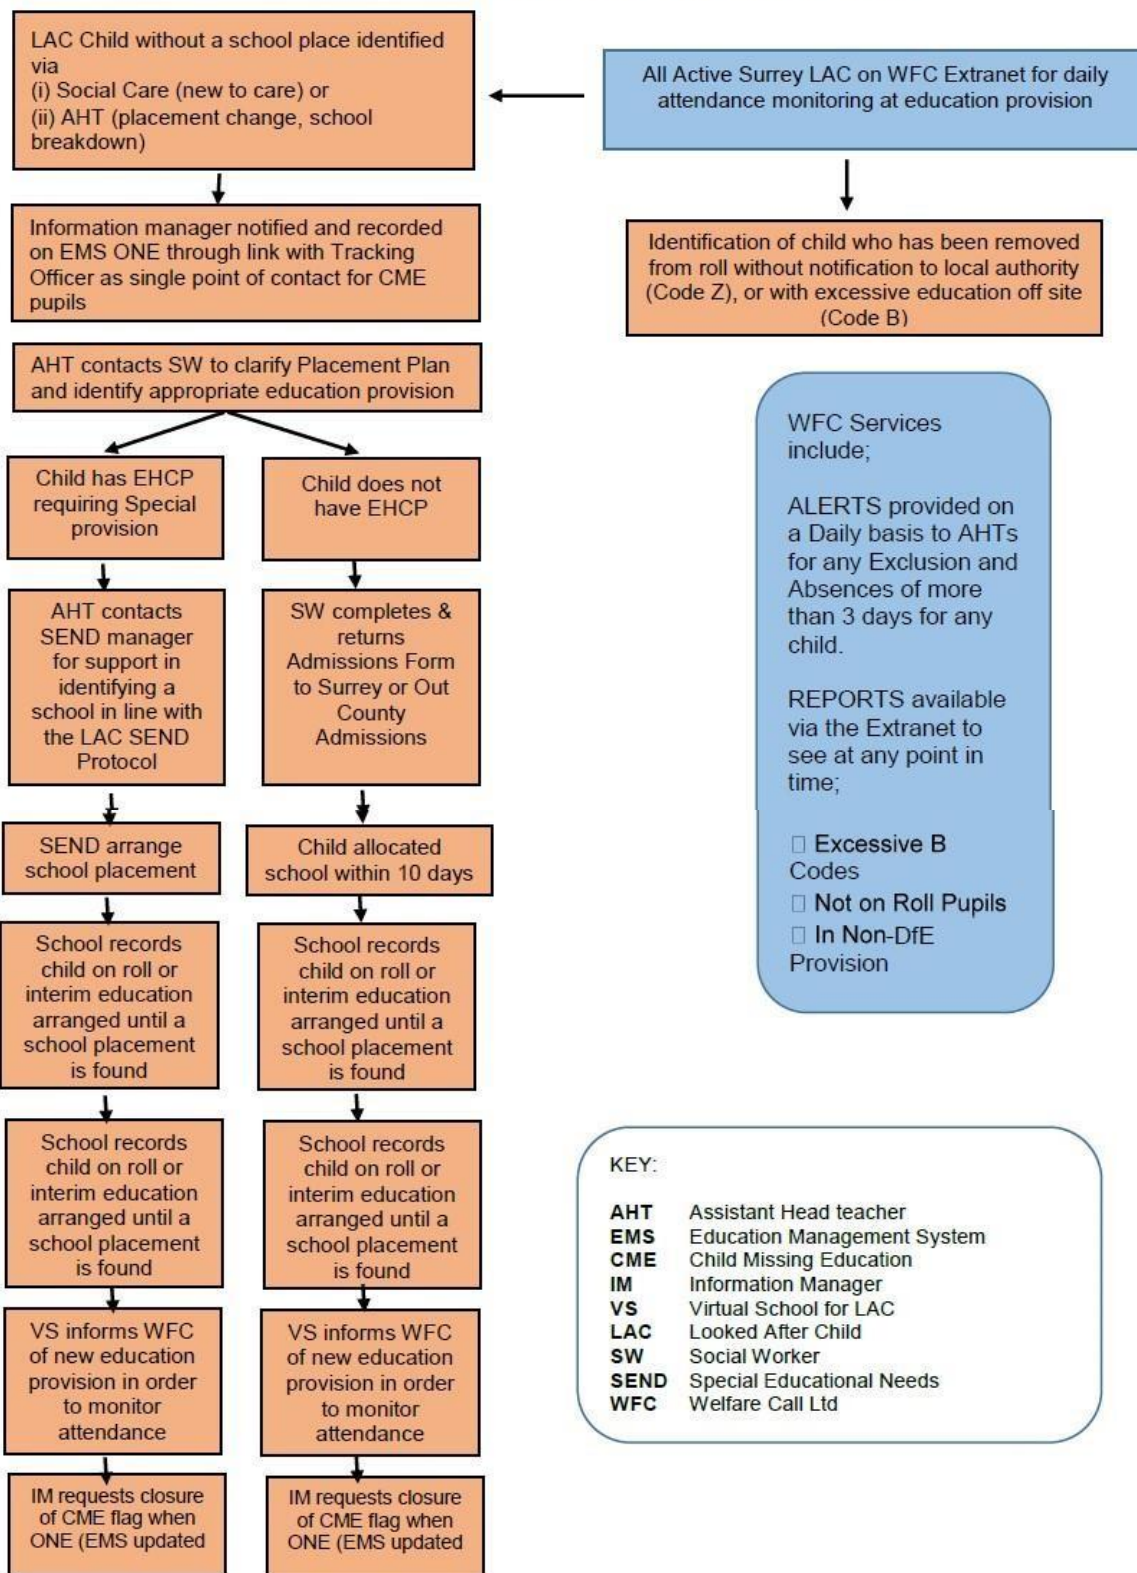 LAC Child without a school place identified
via
(i) Social Care (new to care) or
(ii) AHT (placement change, school
breakdown)
All Active Surrey LAC on WFC Extranet for daily
attendance monitoring at education provision
Information manager notified and recorded
on EMS ONE through link with Tracking
Officer as single point of contact for CME
pupils
Identification of child who has been removed
from roll without notification to local authority
(Code Z), or with excessive education off site
(Code B)
AHT contacts SW to clarify Placement Plan
and identify appropriate education provision
Child has EHCP
requiring Special
provision
Child does not
have EHCP
AHT contacts
SEND manager
for support in
identifying a
school in line with
the LAC SEND
Protocol
SW completes &
returns
Admissions Form
to Surrey or Out
County
Admissions
SEND arrange
school placement
Child allocated
school within 10 days
School records
child on roll or
interim education
arranged until a
school placement
is found
School records
child on roll or
interim education
arranged until a
school placement
is found
School records
child on roll or
interim education
arranged until a
school placement
is found
School records
child on roll or
interim education
arranged until a
school placement
is found
VS informs WFC
of new education
provision in order
to monitor
attendance
VS informs WFC
of new education
provision in order
to monitor
attendance
IM requests closure
of CME flag when
ONE (EMS updated
IM requests closure
of CME flag when
ONE (EMS updated
WFC Services
include;
ALERTS provided on
a Daily basis to AHTs
for any Exclusion and
Absences of more
than 3 days for any
child.
REPORTS available
via the Extranet to
see at any point in
time;
Excessive B
Codes
Not on Roll Pupils
In Non-DfE
Provision
KEY:
AHT Assistant Head teacher
EMS Education Management System
CME Child Missing Education
IM Information Manager
VS Virtual School for LAC
LAC Looked After Child
SW Social Worker
SEND Special Educational Needs
WFC Welfare Call Ltd